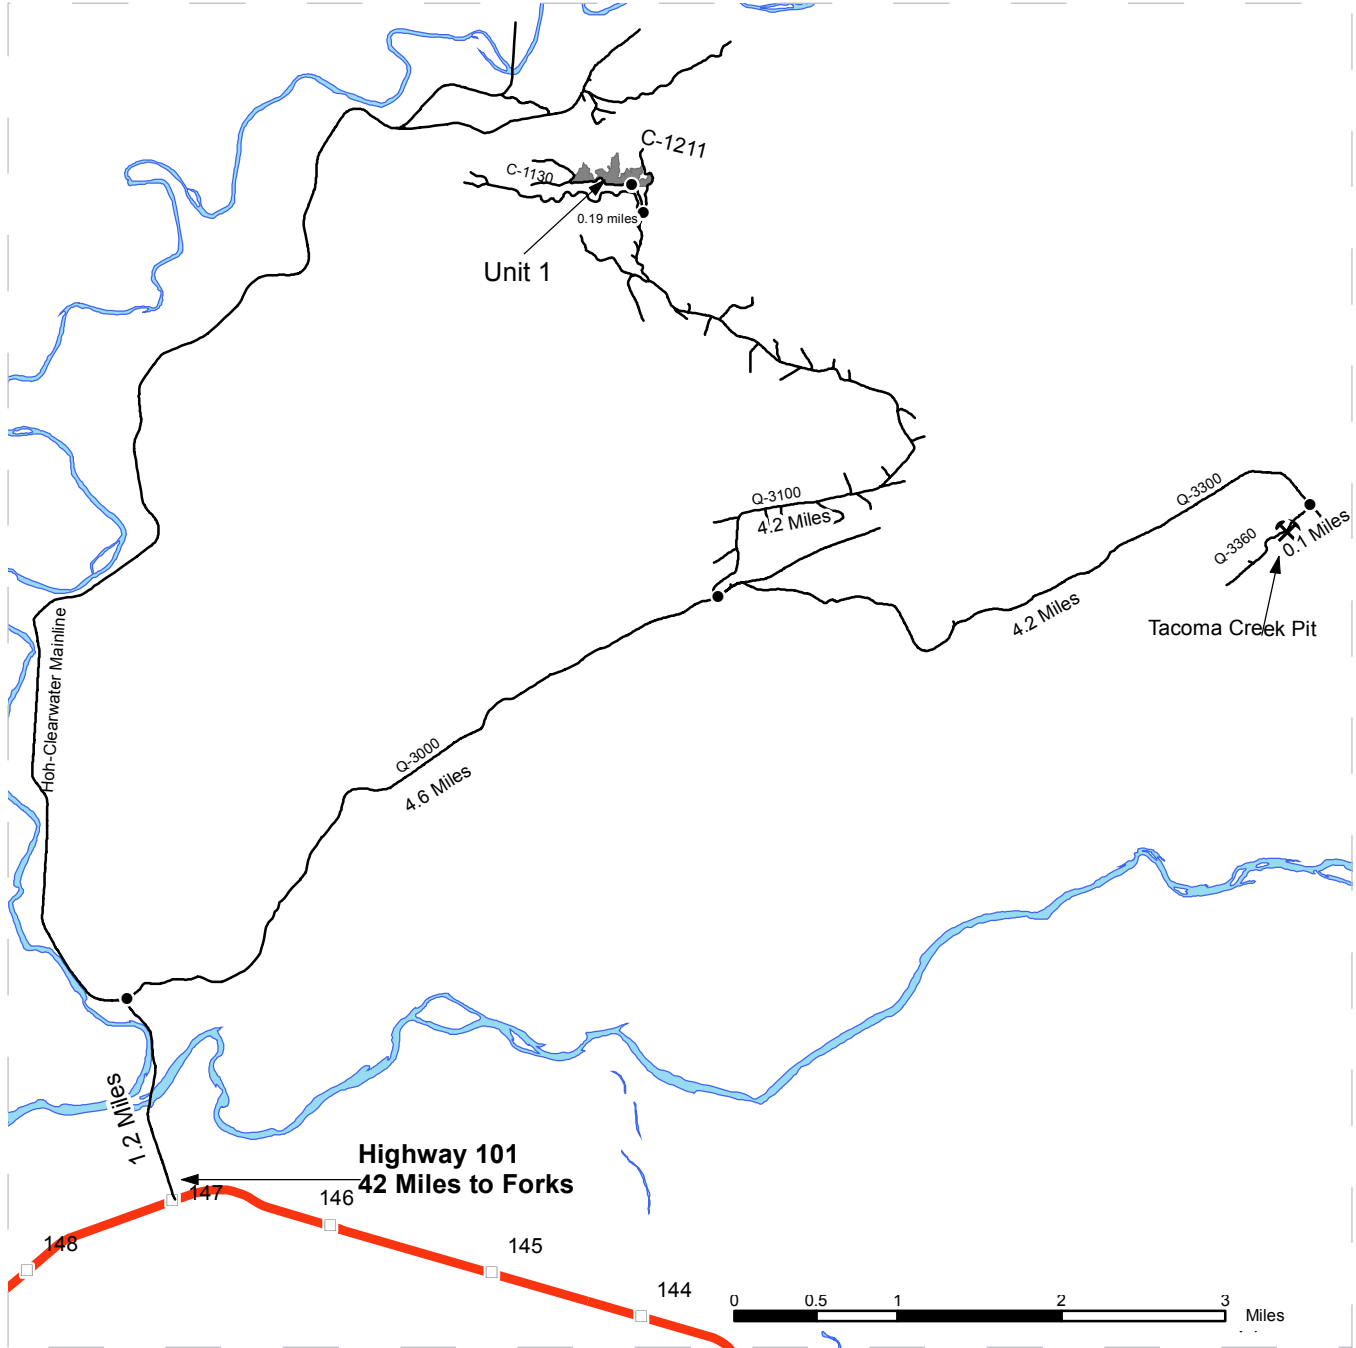 C-1211
C-1130
0.19 miles
Unit 1
Q-3100
4.2 Miles
Q-3300
Q-3360
0.1 Miles
Tacoma Creek Pit
4.2 Miles
Hoh-Clearwater Mainline
Q-3000
4.6 Miles
1.2 Miles
Highway 101
42 Miles to Forks
147
146
148
145
144
0 0.5 1 2 3
Miles